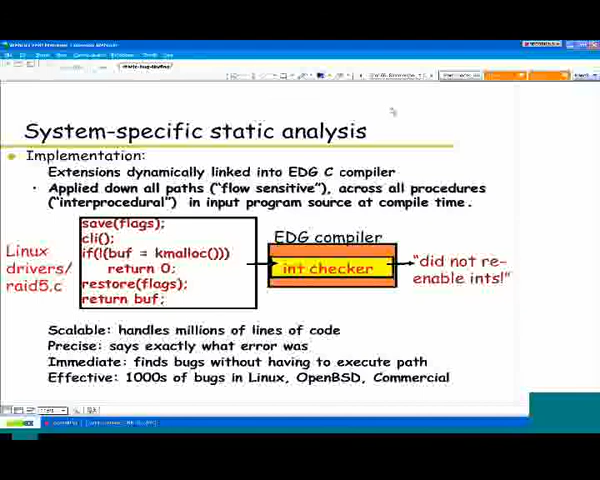 System-specific static analysis
Implementation:
Extensions dynamically linked into EDG C compiler
Applied down all paths ("flow sensitive"), across all procedures
("interprocedural") in input program source at compile time.
Linux
drivers/
raid5.c
save(flags);
cli();
if(!(buf = kmalloc()))
return 0;
restore(flags);
return buf;
EDG compiler
int checker
"did not re-
enable ints!"
Scalable: handles millions of lines of code
Precise: says exactly what error was
Immediate: finds bugs without having to execute path
Effective: 1000s of bugs in Linux, OpenBSD, Commercial